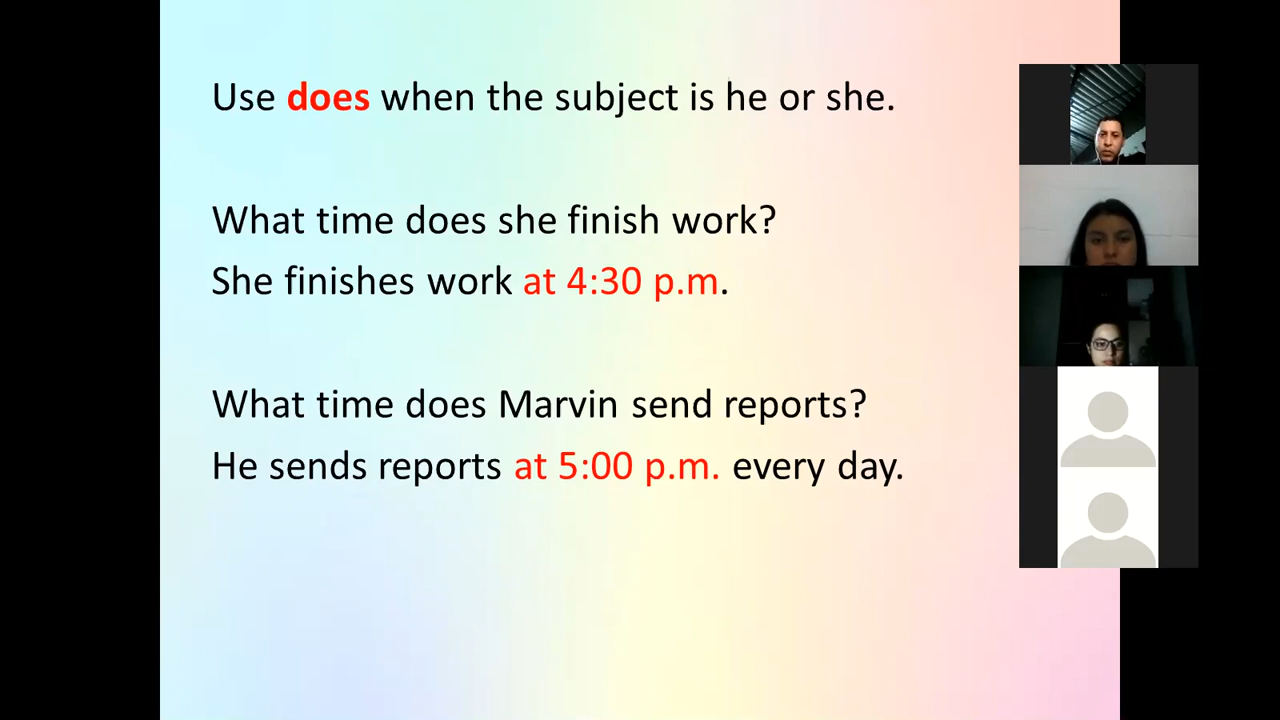 Use does when the subject is he or she.
What time does she finish work?
She finishes work at 4:30 p.m.
What time does Marvin send reports?
He sends reports at 5:00 p.m. every day.